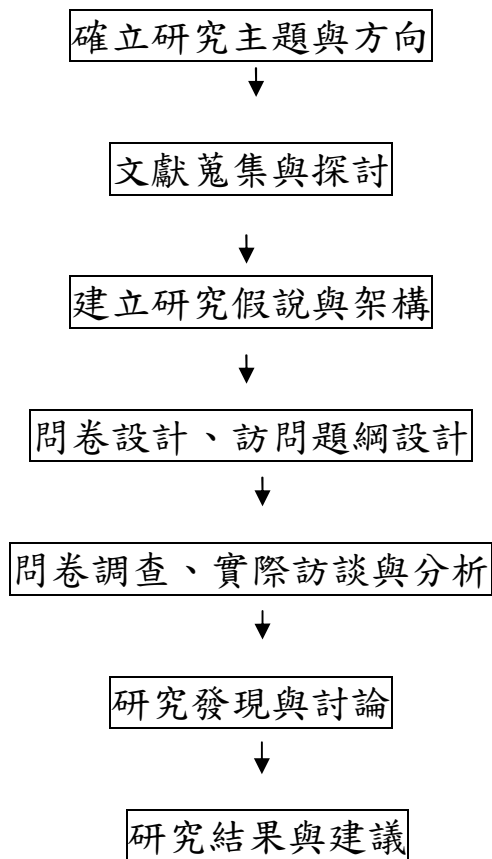 確立研究主題與方向
文獻蒐集與探討
建立研究假說與架構
問卷設計、訪問題綱設計
問卷調查、實際訪談與分析
研究發現與討論
研究結果與建議